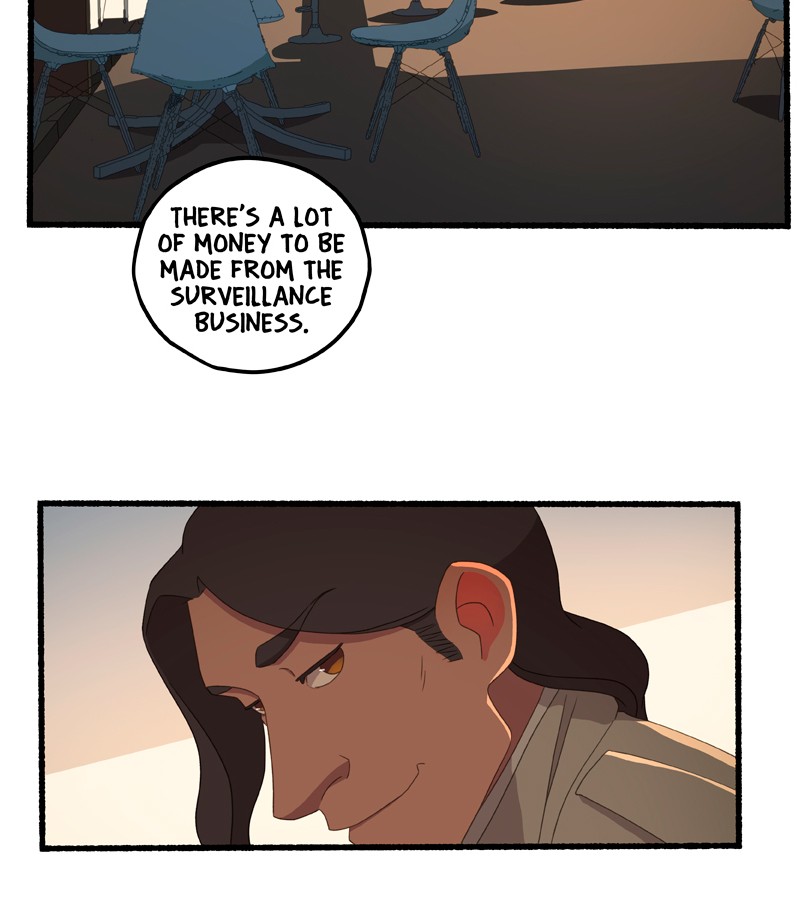 THERE'S A LOT
OF MONEY TO BE
MADE FROM THE
SURVEILLANCE
BUSINESS.